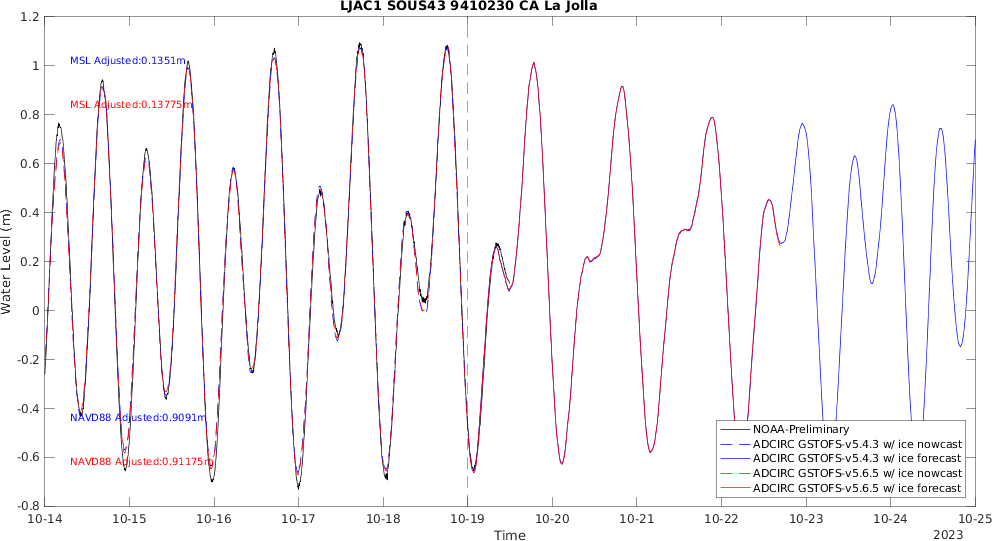 LJAC1 SOUS43 9410230 CA La Jolla
1.2
1
0.8
0.6
0.4
0.2
0
-0.2
-0.4
-0.6
-0.8
Water Level (m)
MSL Adjusted:0.1351m
MSL Adjusted:0.13775m
NAVD88 Adjusted:0.9091m
NAVD88 Adjusted:0.91175m
NOAA-Preliminary
ADCIRC GSTOFS-v5.4.3 w/ ice nowcast
ADCIRC GSTOFS-v5.4.3 w/ ice forecast
ADCIRC GSTOFS-v5.6.5 w/ ice nowcast
ADCIRC GSTOFS-v5.6.5 w/ ice forecast
10-14 10-15 10-16 10-17 10-18 10-19 10-20 10-21 10-22 10-23 10-24 10-25
Time
2023